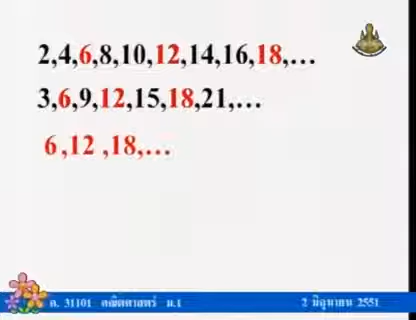 2,4,6,8,10,12,14,16,18,...
3,6,9,12,15,18,21,...
6 ,12 ,18,...
ค. 31101 คณิตศาสตร์ ม.1
2 มิถุนายน 2551